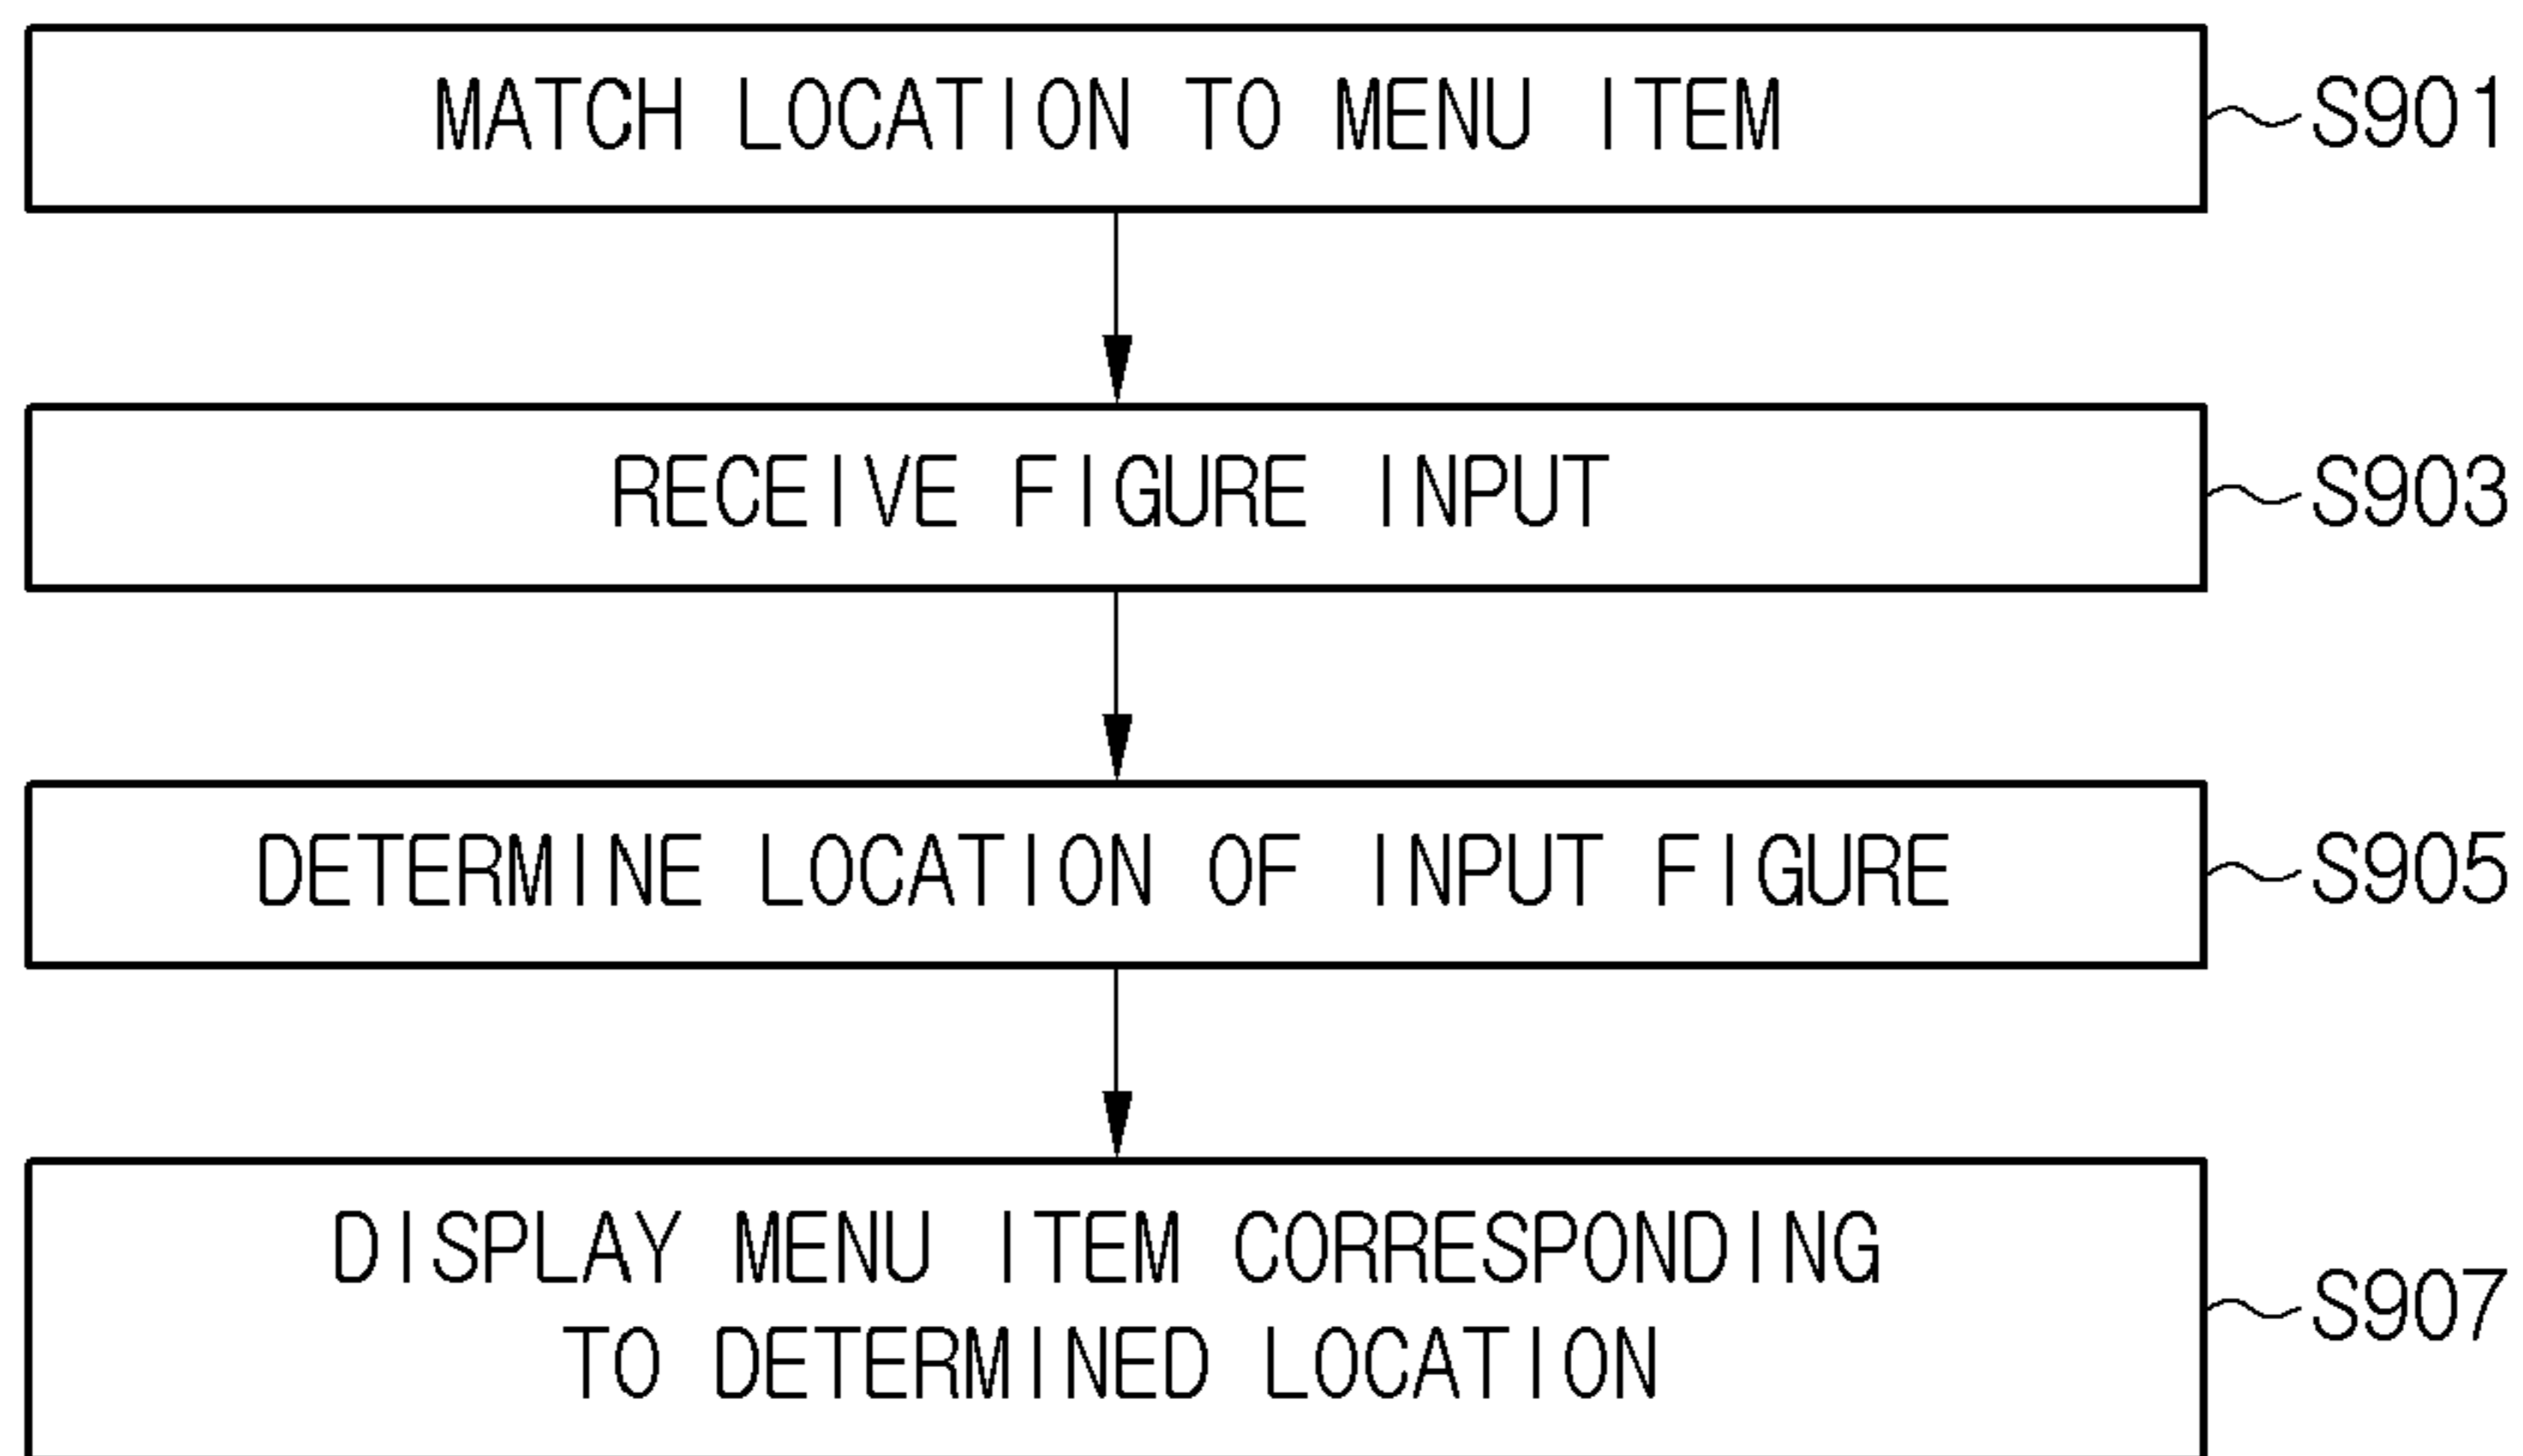 MATCH LOCATION TO MENU ITEM
S901
RECEIVE FIGURE INPUT
S903
DETERMINE LOCATION OF INPUT FIGURE
S905
DISPLAY MENU ITEM CORRESPONDING
TO DETERMINED LOCATION
S907